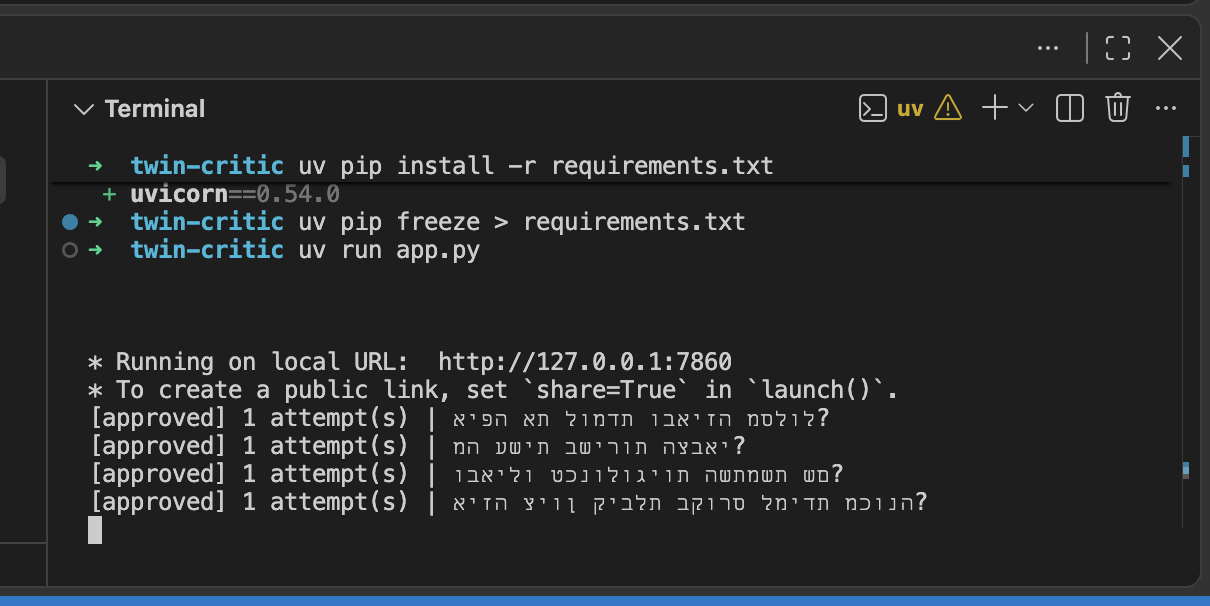 Terminal
uv
➜ twin-critic uv pip install -r requirements.txt
+ uvicorn==0.54.0
➜ twin-critic uv pip freeze > requirements.txt
➜ twin-critic uv run app.py
* Running on local URL:  http://127.0.0.1:7860
* To create a public link, set `share=True` in `launch()`.
[approved] 1 attempt(s) | איפה את לומדת ובאיזה מסלול?
[approved] 1 attempt(s) | מה עשית בשירות הצבאי?
[approved] 1 attempt(s) | ובאילו טכנולוגיות השתמשת שם?
[approved] 1 attempt(s) | איזה ציון קיבלת בקורס למידת מכונה?